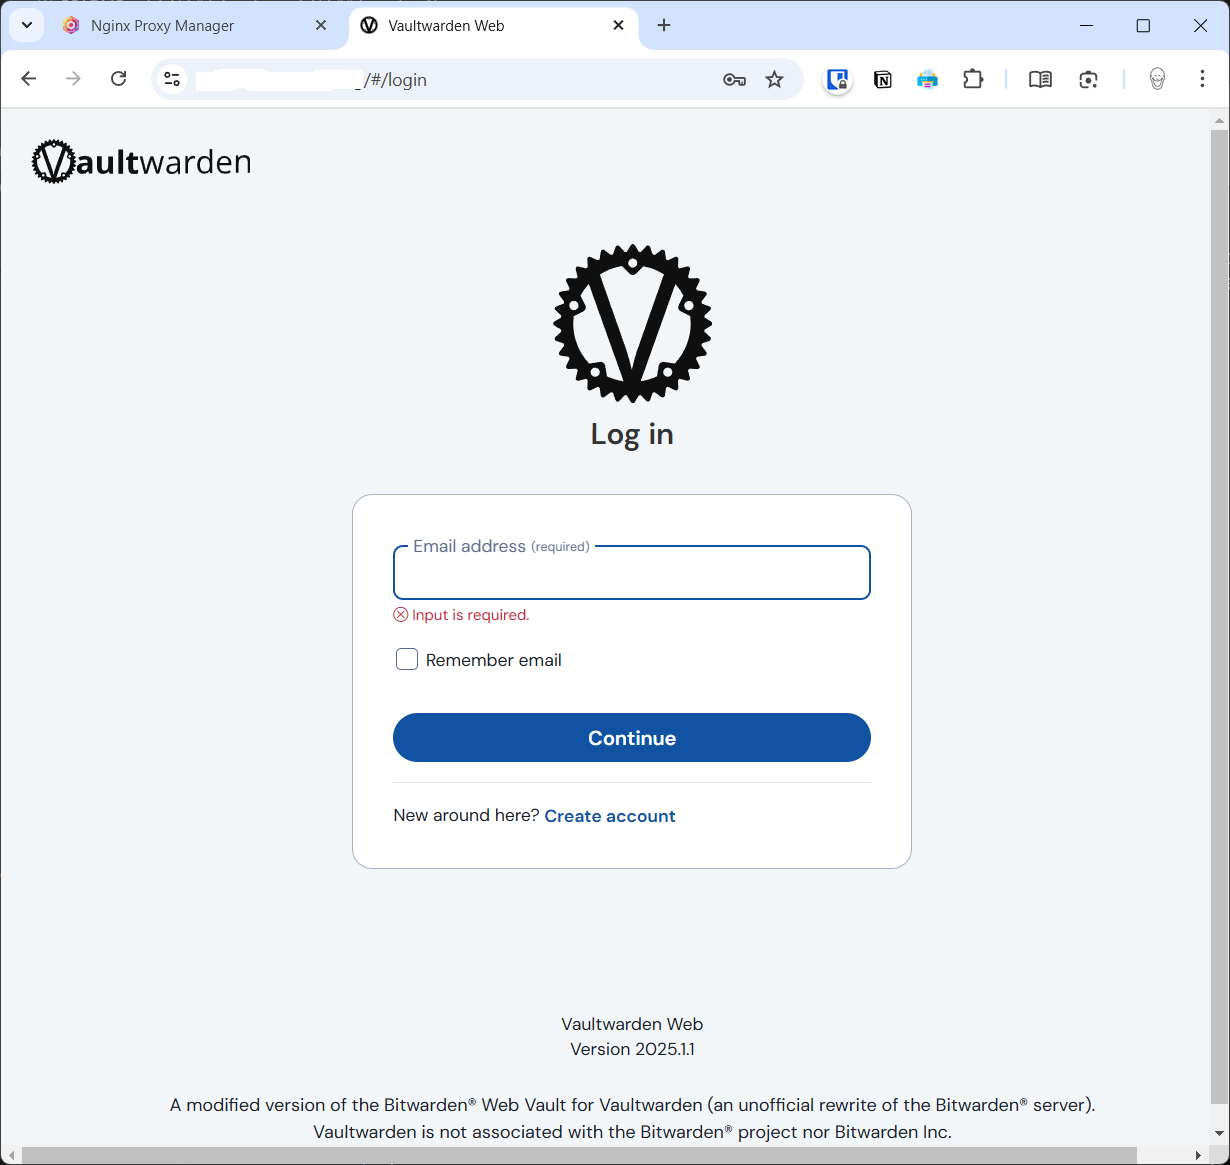 Nginx Proxy Manager
Vaultwarden Web
/#/login
Vaultwarden
Log in
Email address (required)
Input is required.
Remember email
Continue
New around here? Create account
Vaultwarden Web
Version 2025.1.1
A modified version of the Bitwarden® Web Vault for Vaultwarden (an unofficial rewrite of the Bitwarden® server).
Vaultwarden is not associated with the Bitwarden® project nor Bitwarden Inc.